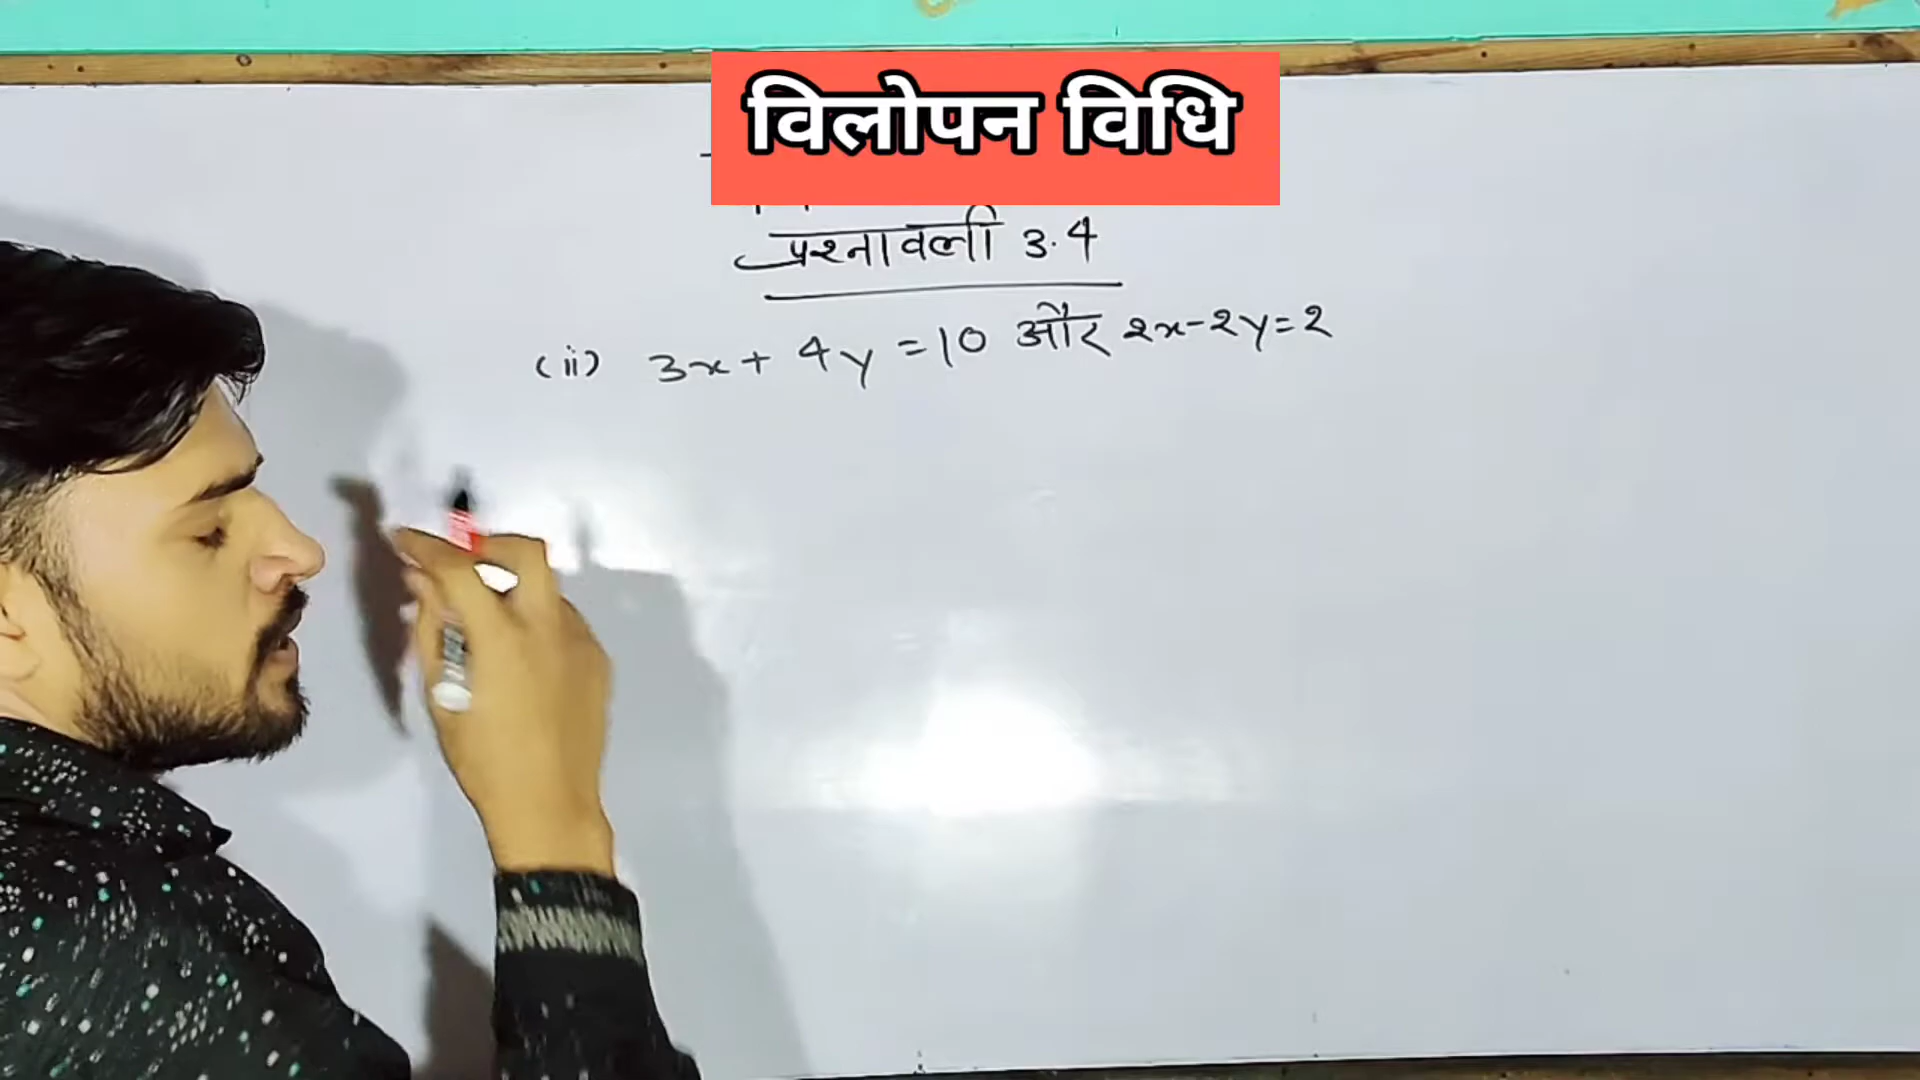 विलोपन विधि
प्रश्नावली 3.4
(ii) 3x + 4y = 10 और 2x-2y=2